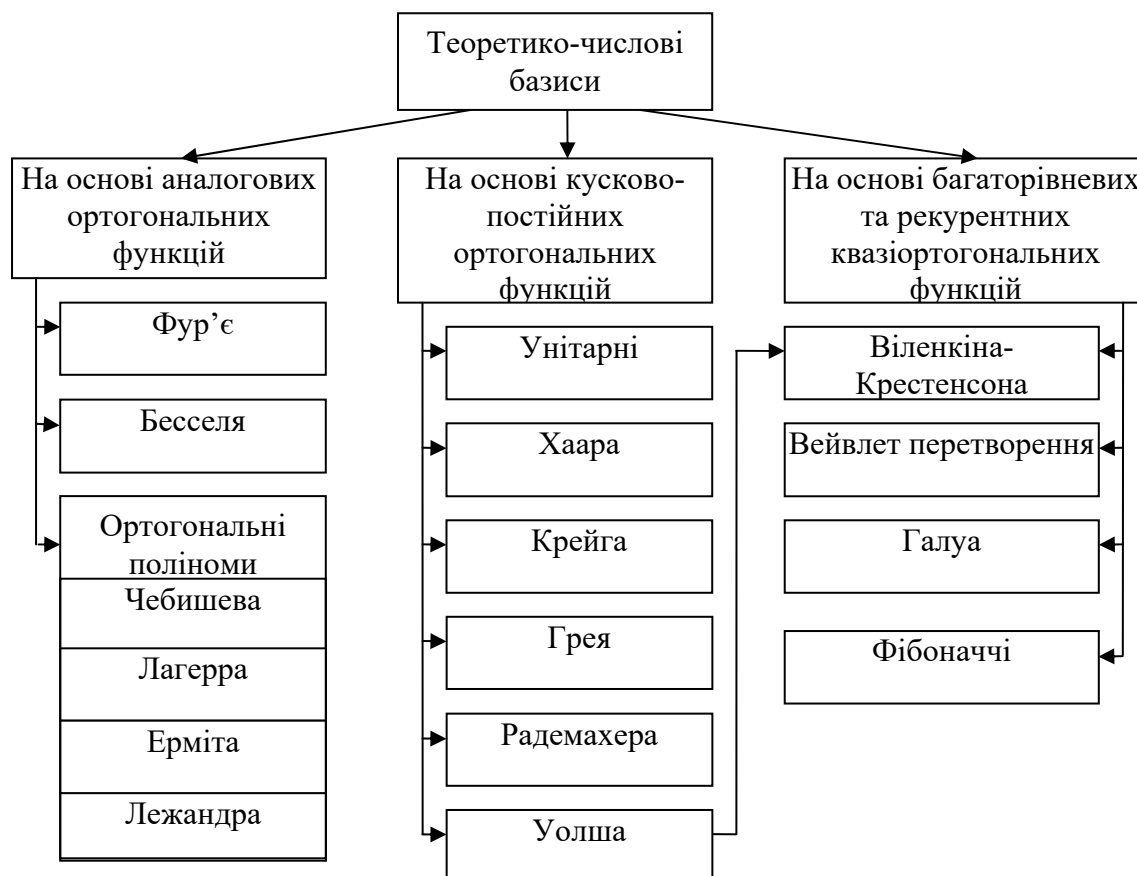 Теоретико-числові
базиси
На основі аналогових
ортогональних
функцій
Фур’є
Бесселя
Ортогональні
поліноми
Чебишева
Лагерра
Ерміта
Лежандра
На основі кусково-
постійних
ортогональних
функцій
Унітарні
Хаара
Крейга
Грея
Радемахера
Уолша
На основі багаторівневих
та рекурентних
квазіортогональних
функцій
Віленкіна-
Крестенсона
Вейвлет перетворення
Галуа
Фібоначчі